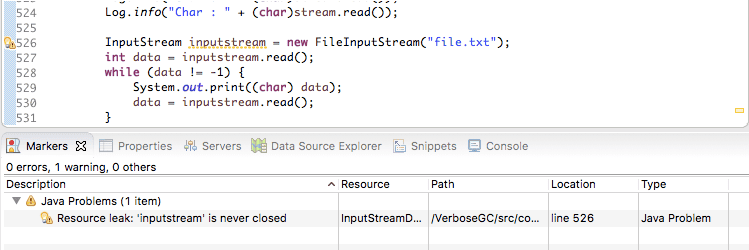 524 Log.info("Char : " + (char)stream.read());
525
526 InputStream inputstream = new FileInputStream("file.txt");
527 int data = inputstream.read();
528 while (data != -1) {
529 System.out.print((char) data);
530 data = inputstream.read();
531 }
Markers Properties Servers Data Source Explorer Snippets Console
0 errors, 1 warning, 0 others
Description Resource Path Location Type
Java Problems (1 item)
Resource leak: 'inputstream' is never closed InputStreamD... /VerboseGC/src/co... line 526 Java Problem